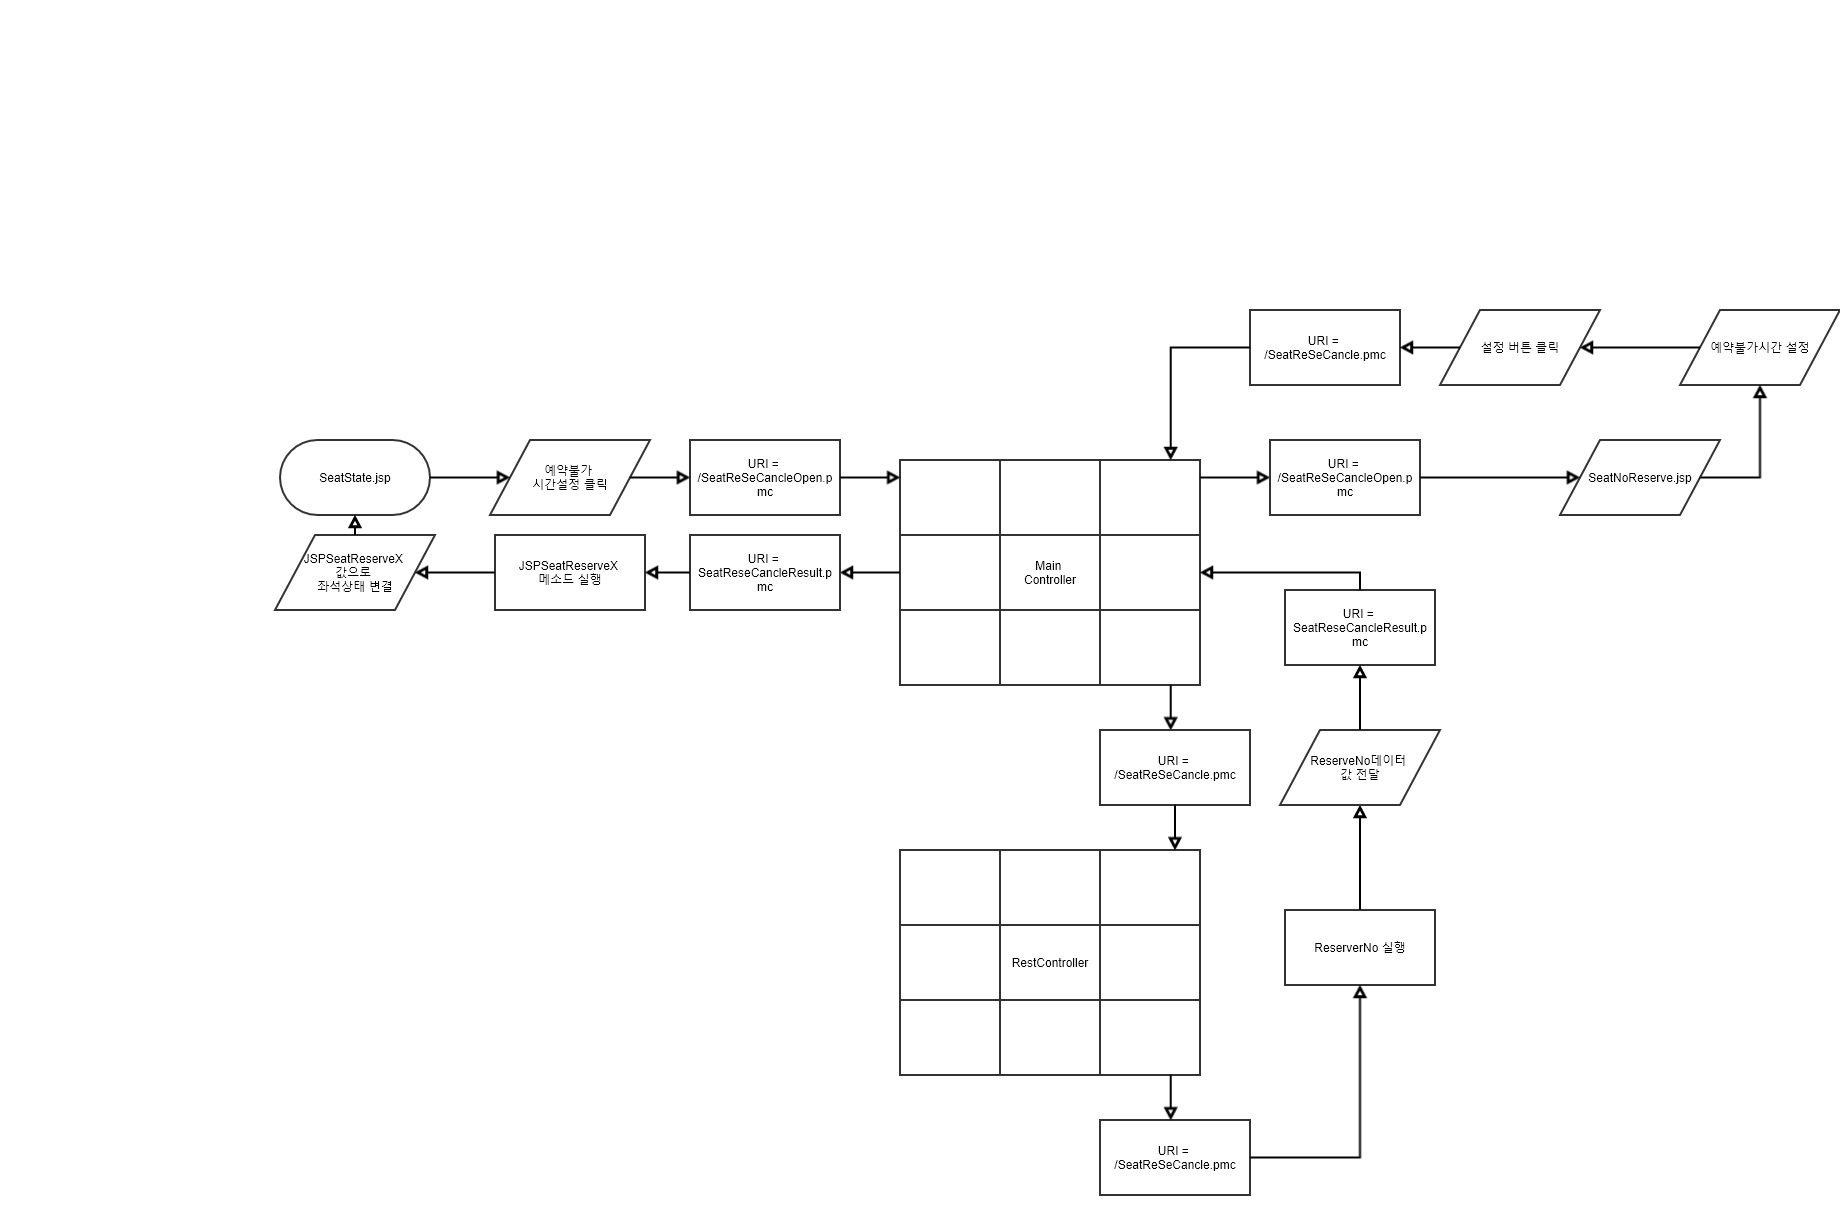 URI =
/SeatReSeCancle.pmc
설정 버튼 클릭
예약불가시간 설정
SeatState.jsp
예약불가
시간설정 클릭
URI =
/SeatReSeCancleOpen.p
mc
URI =
/SeatReSeCancleOpen.p
mc
SeatNoReserve.jsp
JSPSeatReserveX
값으로
좌석상태 변결
JSPSeatReserveX
메소드 실행
URI =
SeatReseCancleResult.p
mc
Main
Controller
URI =
SeatReseCancleResult.p
mc
URI =
/SeatReSeCancle.pmc
ReserveNo데이터
값 전달
RestController
ReserverNo 실행
URI =
/SeatReSeCancle.pmc